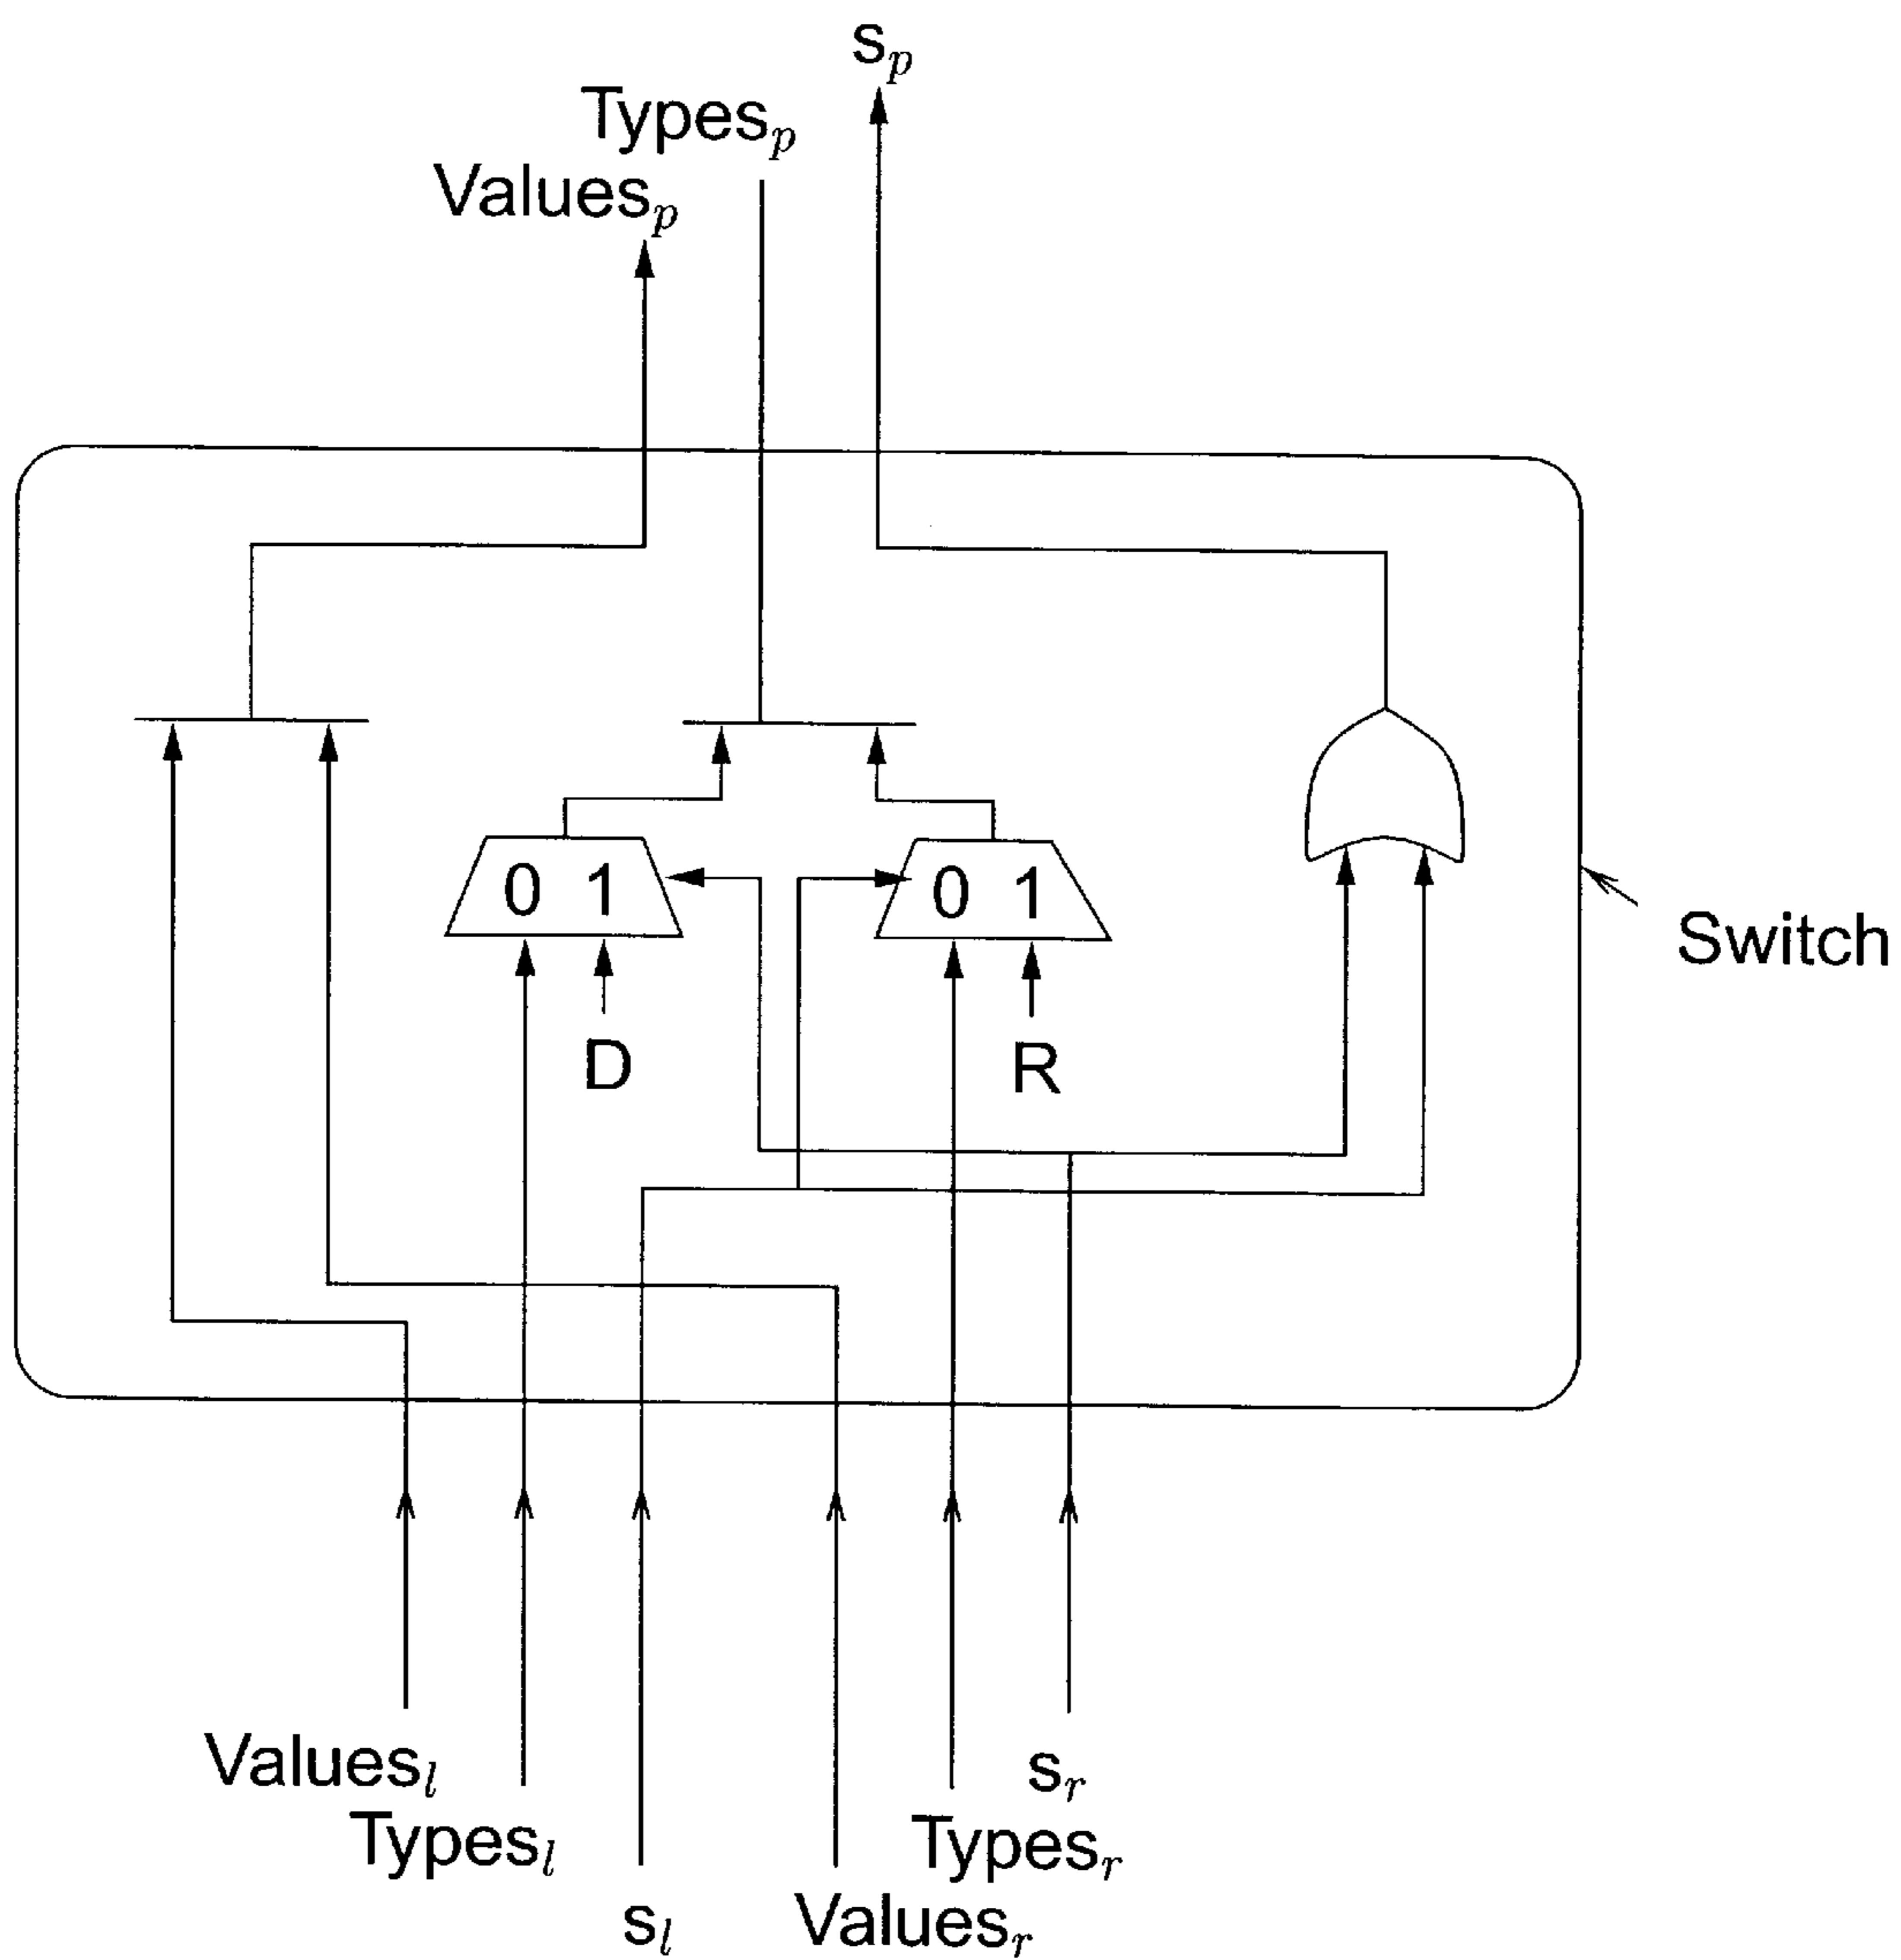 s_p
Types_p
Values_p
0 1
0 1
Switch
D
R
Values_l
s_r
Types_l
Types_r
s_l
Values_r